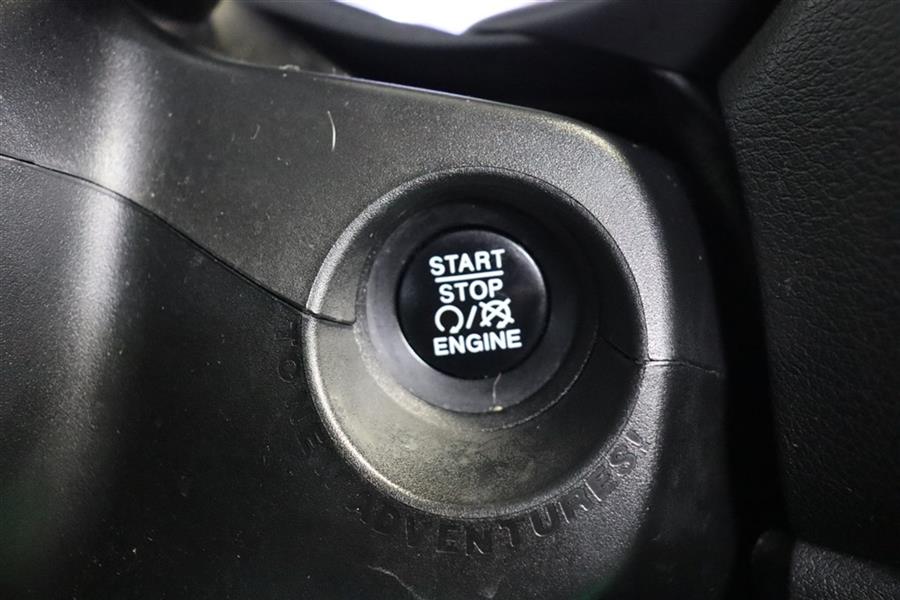 START
STOP
/
ENGINE
ADVENTURES!